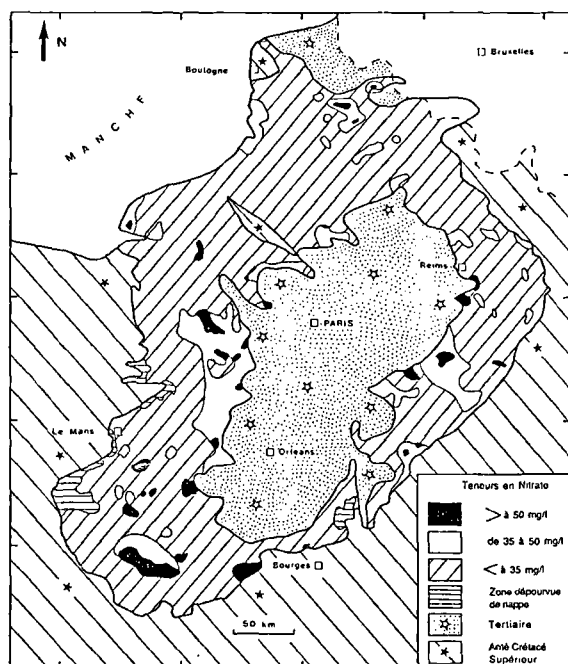 N
Bruxelles
Boulogne
MANCHE
Reims
PARIS
Le Mans
Orléans
Bourges
50 km
Teneurs en Nitrate
> à 50 mg/l
de 35 à 50 mg/l
< à 35 mg/l
Zone dépourvue
de nappe
Tertiaire
Anté Crétacé
Supérieur